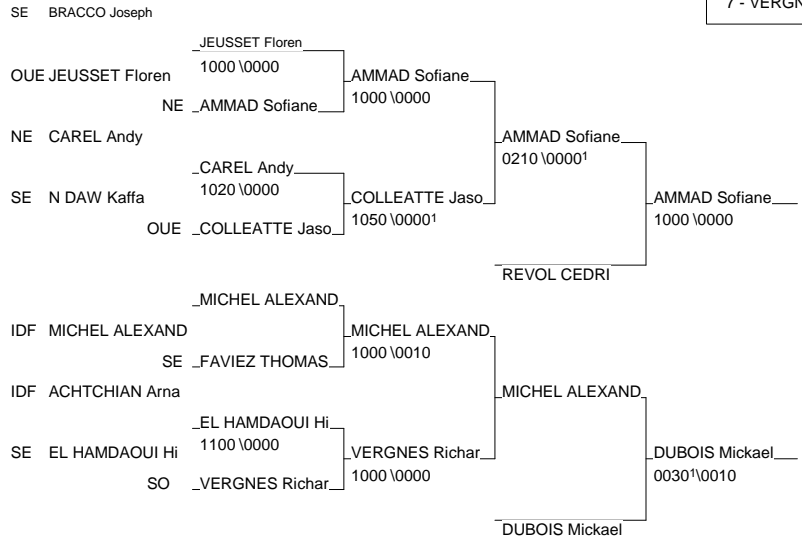 7 - VERGN
SE BRACCO Joseph
JEUSSET Floren
1000 \0000
OUE JEUSSET Floren
AMMAD Sofiane
1000 \0000
NE AMMAD Sofiane
NE CAREL Andy
AMMAD Sofiane
0210 \0000¹
CAREL Andy
1020 \0000
SE N DAW Kaffa
COLLEATTE Jaso
1050 \0000¹
AMMAD Sofiane
1000 \0000
OUE COLLEATTE Jaso
REVOL CEDRI
MICHEL ALEXAND
IDF MICHEL ALEXAND
MICHEL ALEXAND
1000 \0010
SE FAVIEZ THOMAS
IDF ACHTCHIAN Arna
MICHEL ALEXAND
EL HAMDAOUI Hi
1100 \0000
SE EL HAMDAOUI Hi
VERGNES Richar
1000 \0000
DUBOIS Mickael
0030¹\0010
SO VERGNES Richar
DUBOIS Mickael